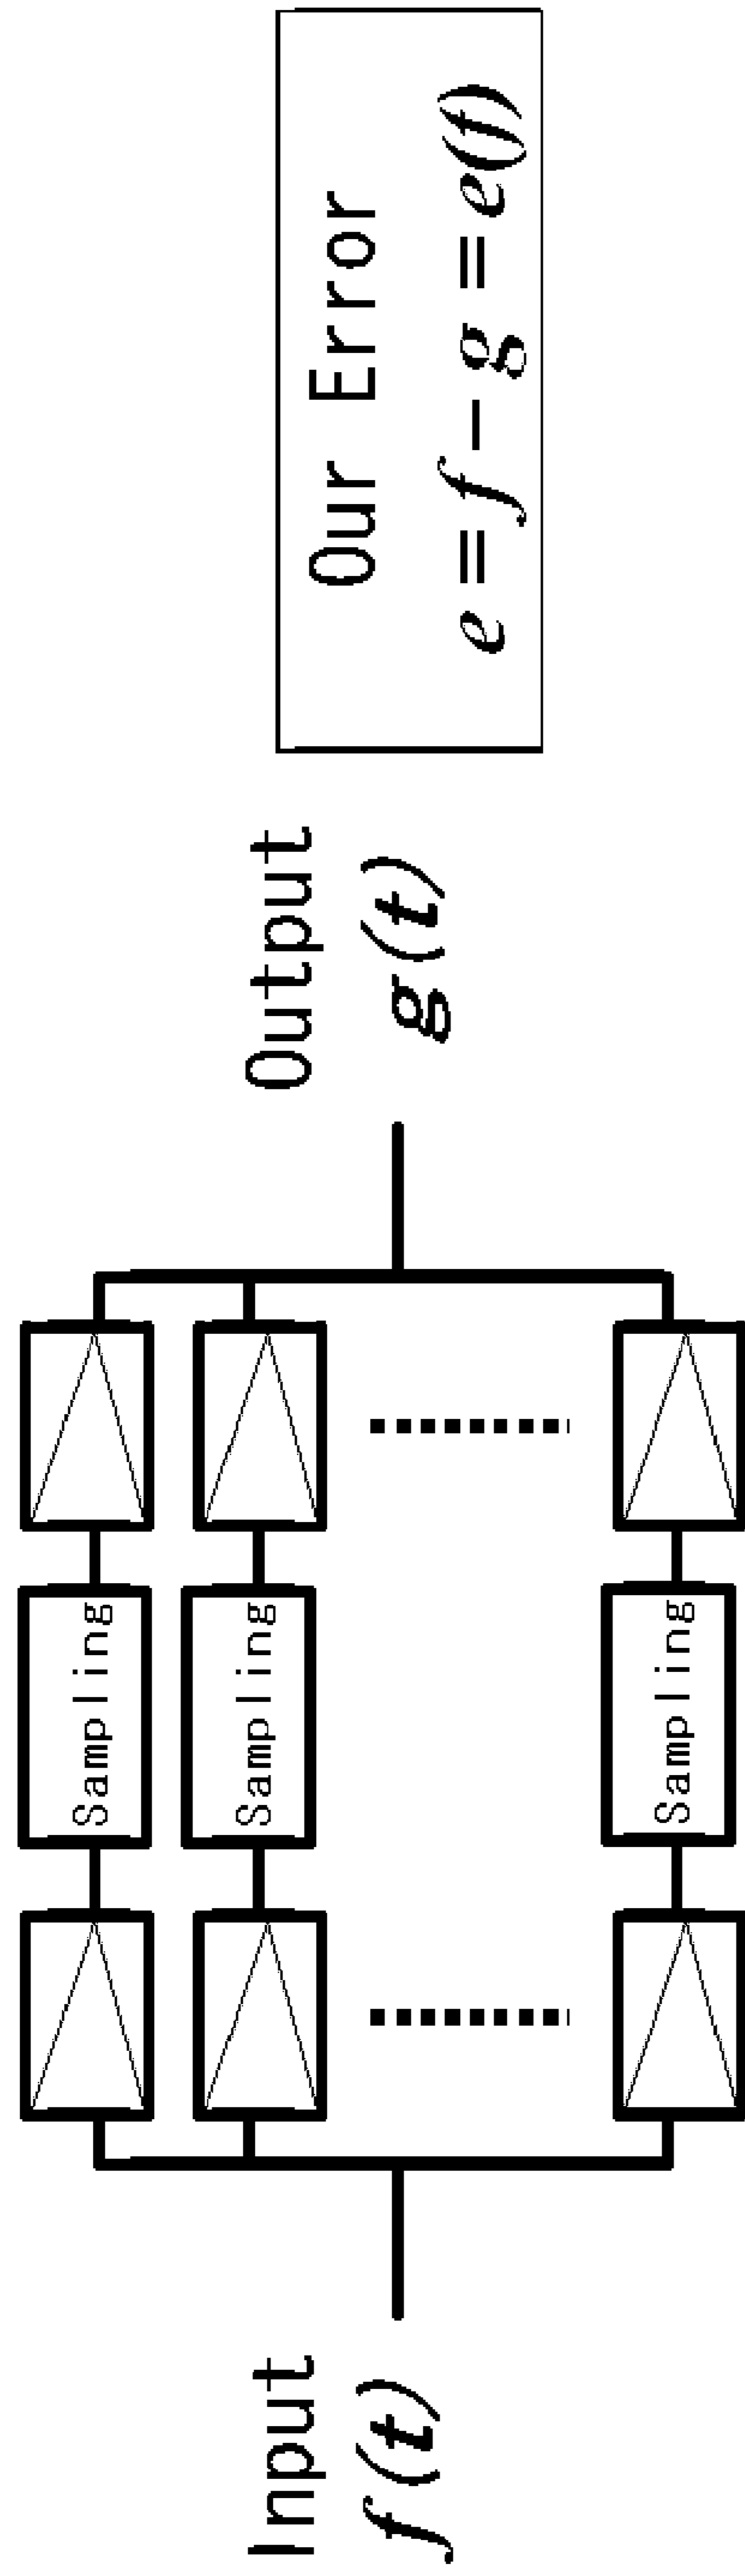 Input
f(t)
Sampling
Sampling
Sampling
Output
g(t)
Our Error
e = f − g = e(t)